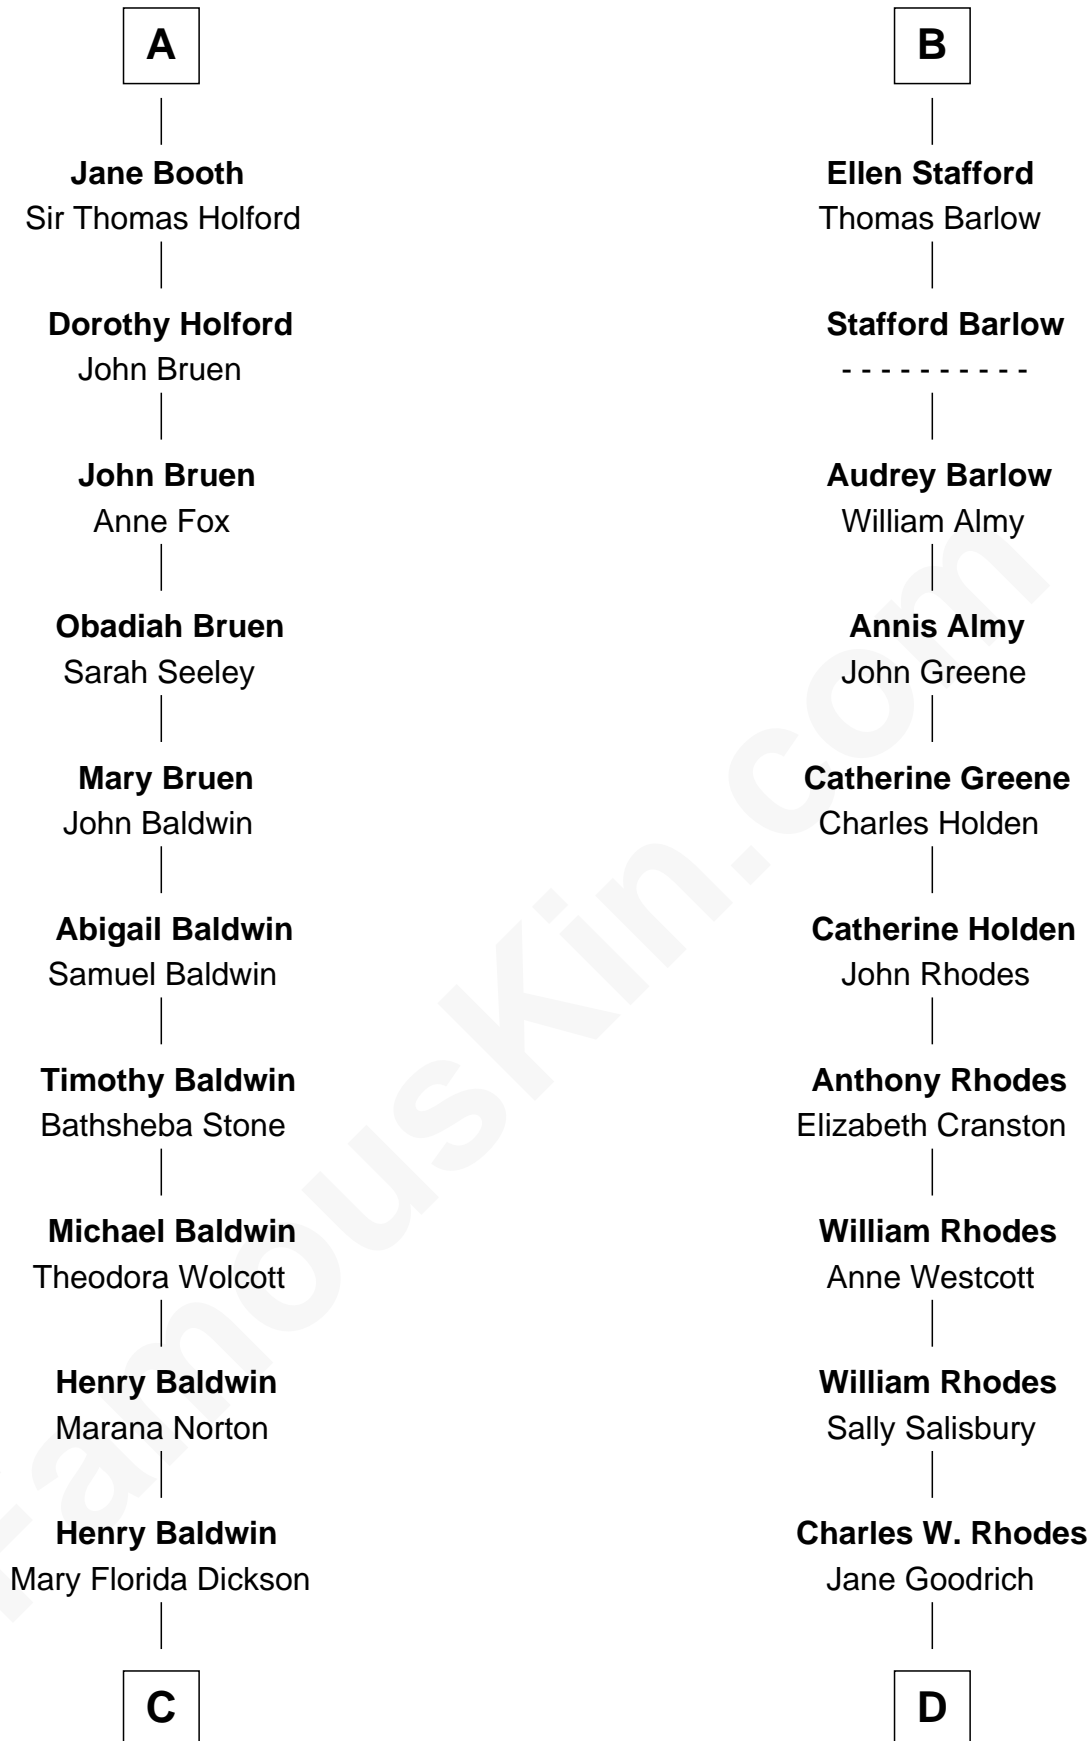 A
Jane Booth
Sir Thomas Holford
Dorothy Holford
John Bruen
John Bruen
Anne Fox
Obadiah Bruen
Sarah Seeley
Mary Bruen
John Baldwin
Abigail Baldwin
Samuel Baldwin
Timothy Baldwin
Bathsheba Stone
Michael Baldwin
Theodora Wolcott
Henry Baldwin
Marana Norton
Henry Baldwin
Mary Florida Dickson
C
B
Ellen Stafford
Thomas Barlow
Stafford Barlow
- - - - - - - - - -
Audrey Barlow
William Almy
Annis Almy
John Greene
Catherine Greene
Charles Holden
Catherine Holden
John Rhodes
Anthony Rhodes
Elizabeth Cranston
William Rhodes
Anne Westcott
William Rhodes
Sally Salisbury
Charles W. Rhodes
Jane Goodrich
D
FamousKin.com